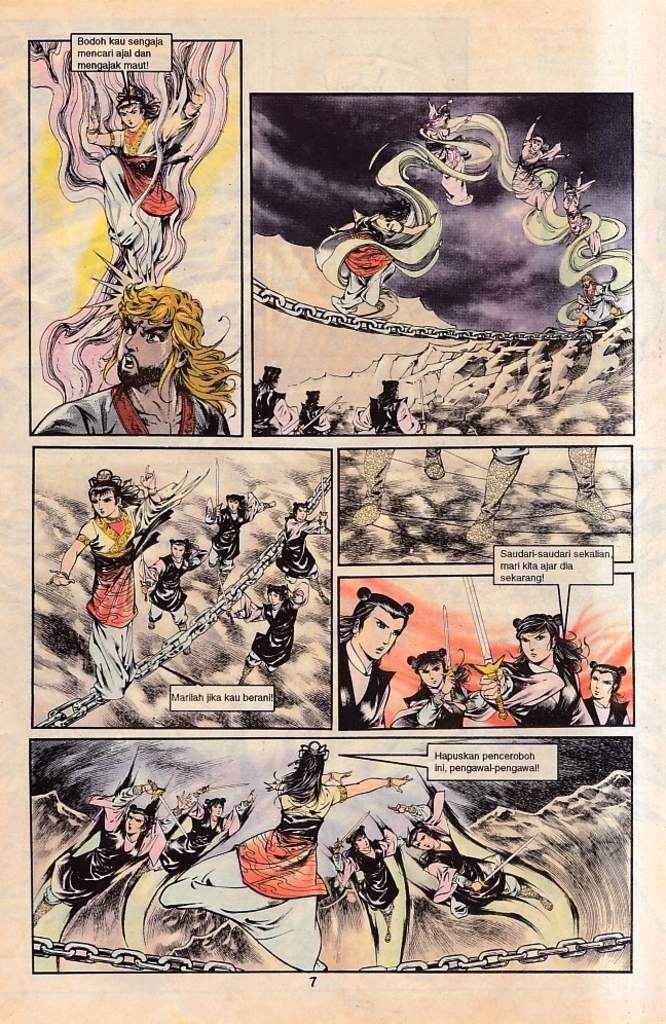 Bodoh kau sengaja
mencari ajal dan
mengajak maut!
Marilah jika kau berani!
Saudari-saudari sekalian,
mari kita ajar dia
sekarang!
Hapuskan penceroboh
ini, pengawal-pengawal!
7